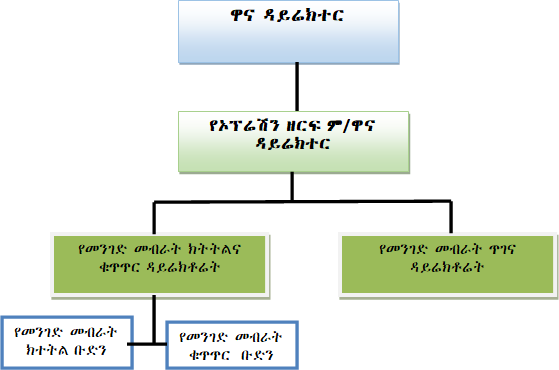 ዋና ዳይሬክተር
የኦፕሬሽን ዘርፍ ም/ዋና
ዳይሬክተር
የመንገድ መብራት ክትትልና
ቁጥጥር ዳይሬክቶሬት
የመንገድ መብራት ጥገና
ዳይሬክቶሬት
የመንገድ መብራት
ክተትል ቡድን
የመንገድ መብራት
ቁጥጥር ቡድን